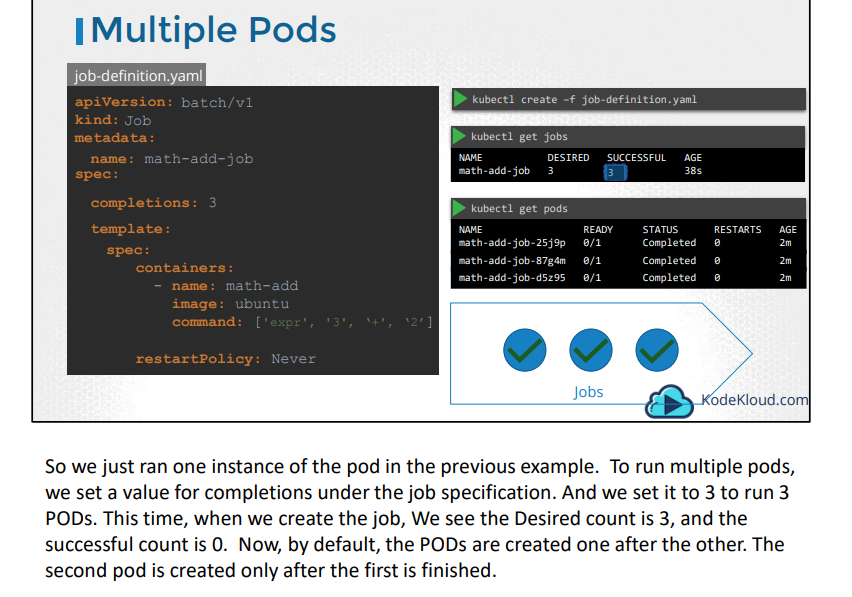 Multiple Pods
job-definition.yaml
apiVersion: batch/v1
kind: Job
metadata:
name: math-add-job
spec:
completions: 3
template:
spec:
containers:
- name: math-add
image: ubuntu
command: ['expr', '3', ‘+’, ‘2’]
restartPolicy: Never
kubectl create –f job-definition.yaml
kubectl get jobs
NAME DESIRED SUCCESSFUL AGE
math-add-job 3 3 38s
kubectl get pods
NAME READY STATUS RESTARTS AGE
math-add-job-25j9p 0/1 Completed 0 2m
math-add-job-87g4m 0/1 Completed 0 2m
math-add-job-d5z95 0/1 Completed 0 2m
Jobs
KodeKloud.com
So we just ran one instance of the pod in the previous example. To run multiple pods,
we set a value for completions under the job specification. And we set it to 3 to run 3
PODs. This time, when we create the job, We see the Desired count is 3, and the
successful count is 0. Now, by default, the PODs are created one after the other. The
second pod is created only after the first is finished.